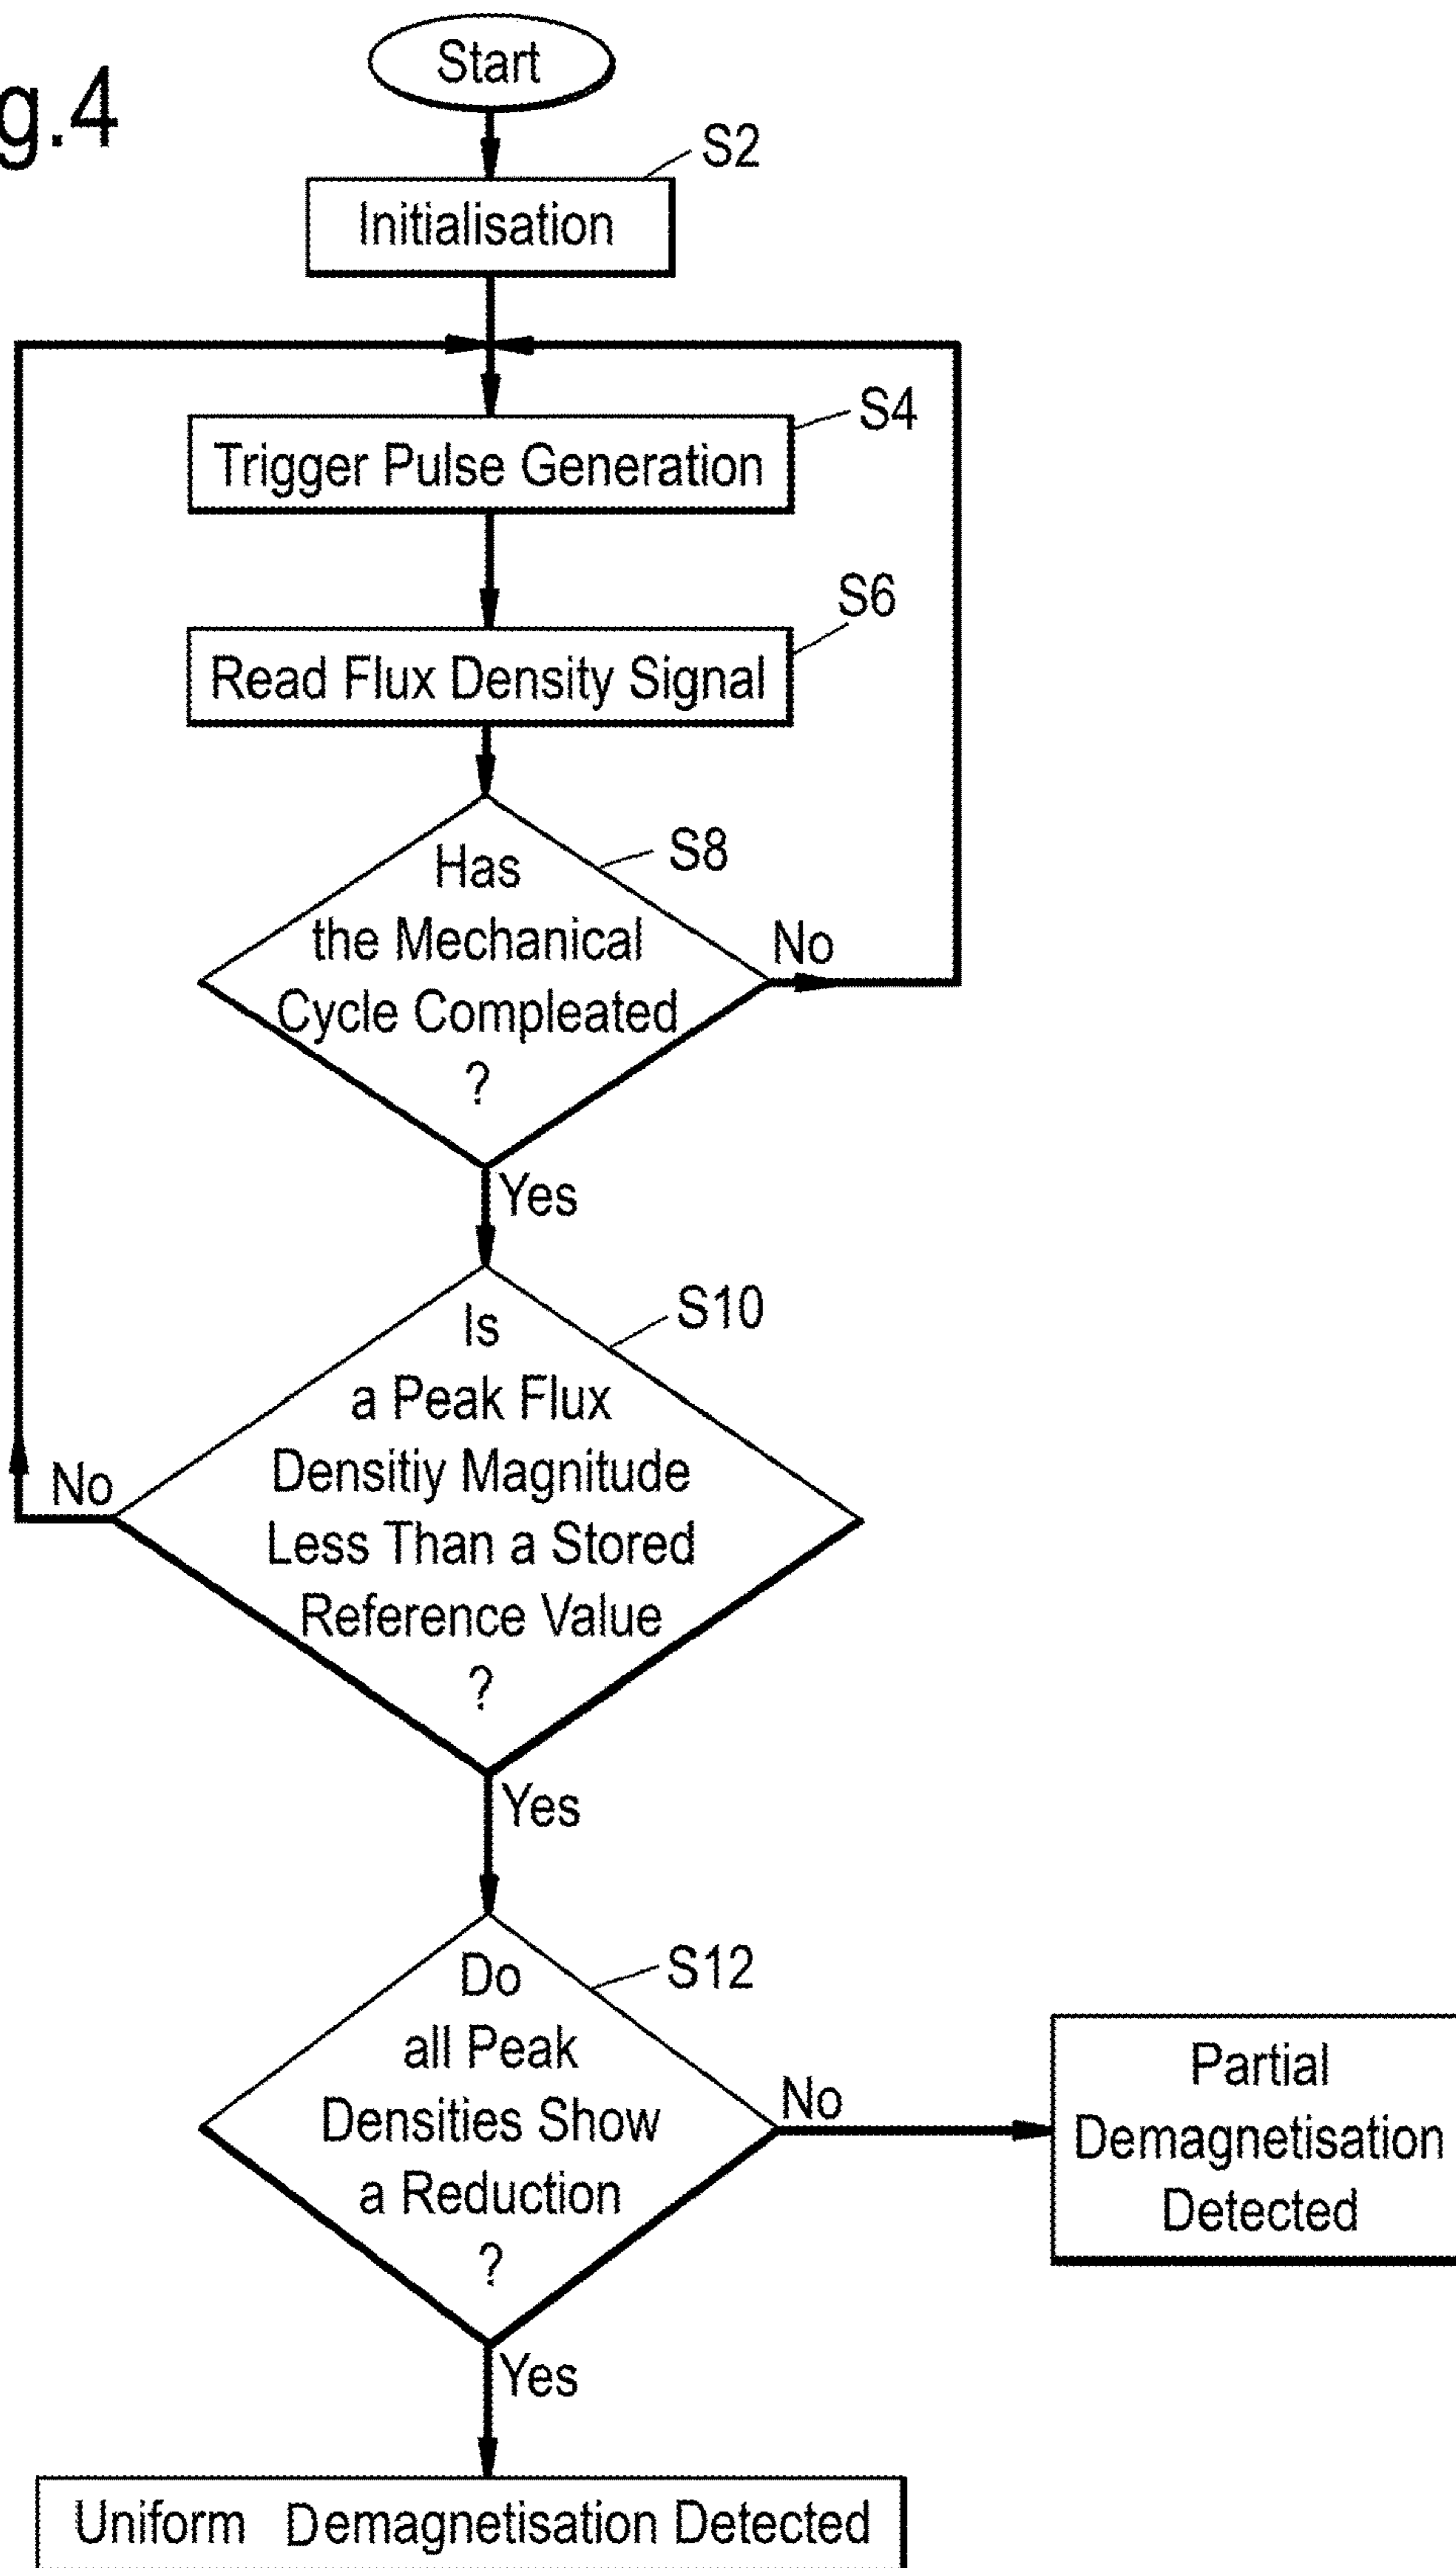 g.4
Start
S2
Initialisation
S4
Trigger Pulse Generation
S6
Read Flux Density Signal
S8
Has
the Mechanical
Cycle Compleated
?
No
Yes
S10
Is
a Peak Flux
Densitiy Magnitude
Less Than a Stored
Reference Value
?
No
Yes
S12
Do
all Peak
Densities Show
a Reduction
?
No
Partial
Demagnetisation
Detected
Yes
Uniform Demagnetisation Detected